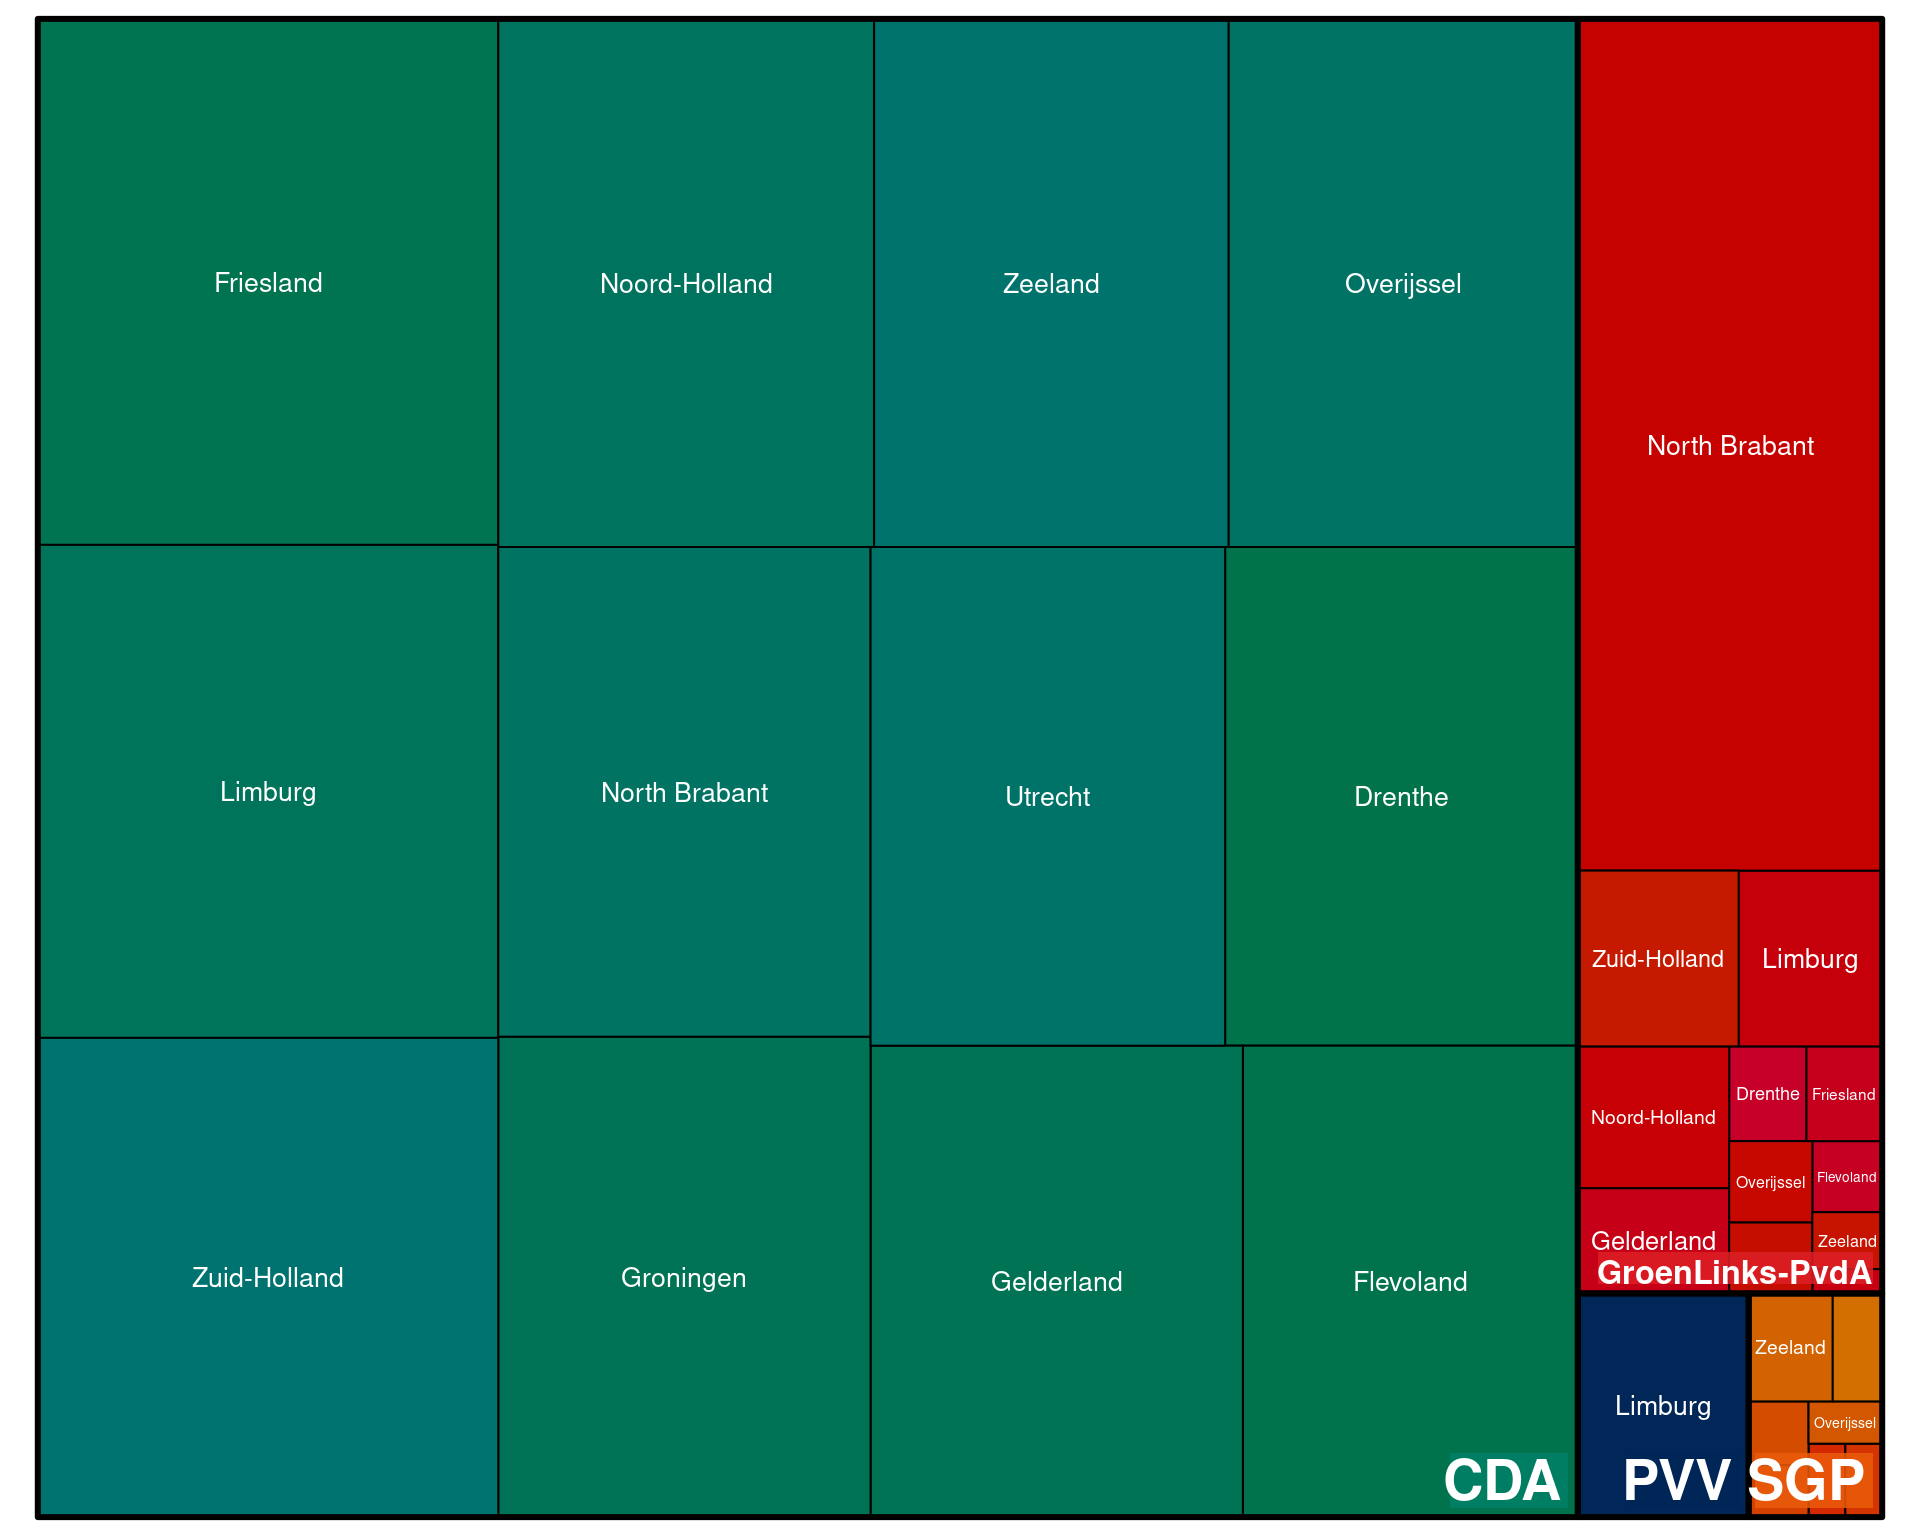 Friesland
Noord-Holland
Zeeland
Overijssel
North Brabant
Limburg
North Brabant
Utrecht
Drenthe
Zuid-Holland
Limburg
Noord-Holland
Drenthe
Friesland
Overijssel
Flevoland
Gelderland
Zeeland
GroenLinks-PvdA
Zuid-Holland
Groningen
Gelderland
Flevoland
CDA
Limburg
PVV
Zeeland
Overijssel
SGP